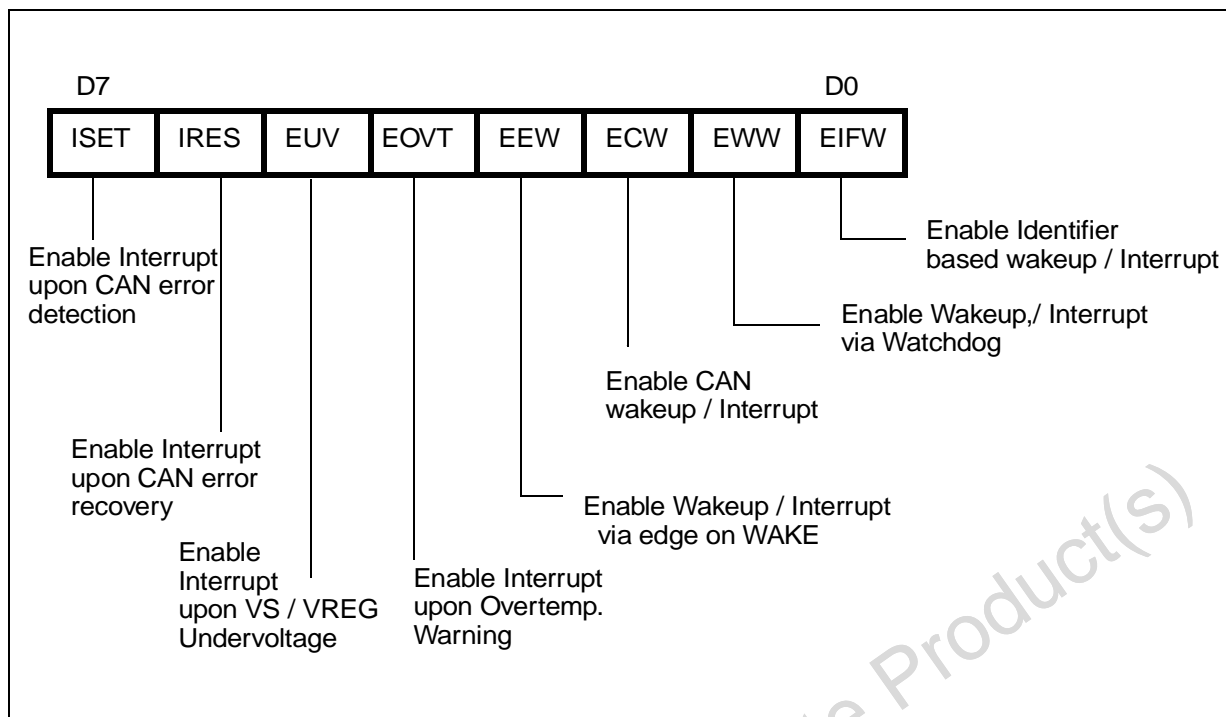 D7
D0
ISET IRES EUV EOVT EEW ECW EWW EIFW
Enable Identifier
based wakeup / Interrupt
Enable Interrupt
upon CAN error
detection
Enable Wakeup,/ Interrupt
via Watchdog
Enable CAN
wakeup / Interrupt
Enable Interrupt
upon CAN error
recovery
Enable Wakeup / Interrupt
via edge on WAKE
Enable
Interrupt
upon VS / VREG
Undervoltage
Enable Interrupt
upon Overtemp.
Warning
Product(s)